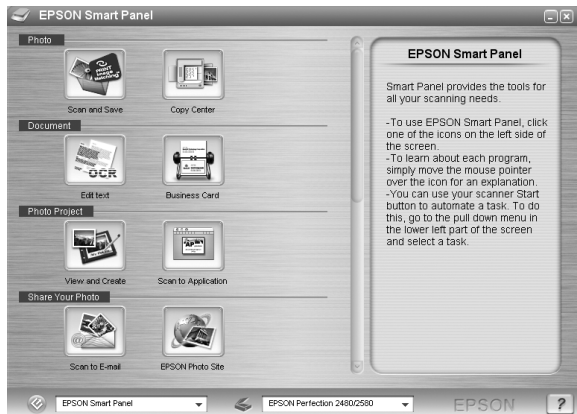 EPSON Smart Panel
Photo
Scan and Save
Copy Center
Document
OCR
Edit text
Business Card
Photo Project
View and Create
Scan to Application
Share Your Photo
Scan to E-mail
EPSON Photo Site
EPSON Smart Panel
Smart Panel provides the tools for
all your scanning needs.
-To use EPSON Smart Panel, click
one of the icons on the left side of
the screen.
-To learn about each program,
simply move the mouse pointer
over the icon for an explanation.
-You can use your scanner Start
button to automate a task. To do
this, go to the pull down menu in
the lower left part of the screen
and select a task.
EPSON Smart Panel
EPSON Perfection 2480/2580
EPSON
?